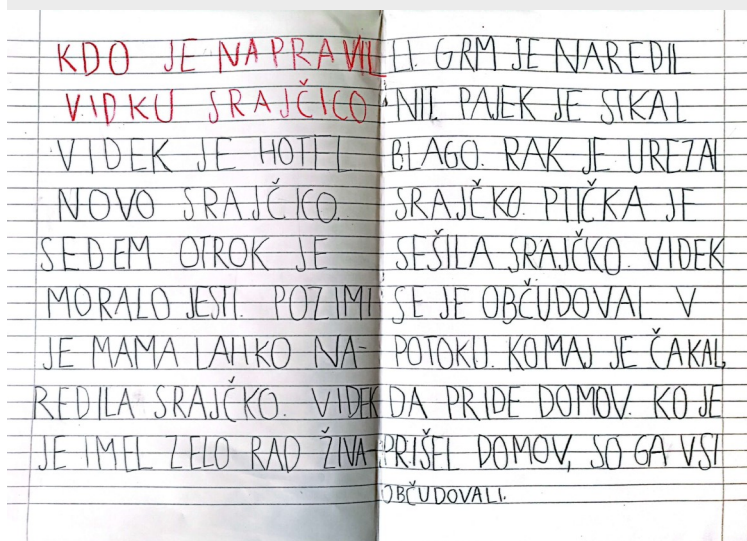 KDO JE NAPRAVIL
VIDKU SRAJČICO
VIDEK JE HOTEL
NOVO SRAJČICO.
SEDEM OTROK JE
MORALO JESTI. POZIMI
JE MAMA LAHKO NA-
REDILA SRAJČKO. VIDEK
JE IMEL ZELO RAD ŽIVA-
LI. GRM JE NAREDIL
NIT. PAJEK JE STKAL
BLAGO. RAK JE UREZAL
SRAJČKO. PTIČKA JE
SEŠILA SRAJČKO. VIDEK
SE JE OBČUDOVAL V
POTOKU. KOMAJ JE ČAKAL,
DA PRIDE DOMOV. KO JE
PRIŠEL DOMOV, SO GA VSI
OBČUDOVALI.